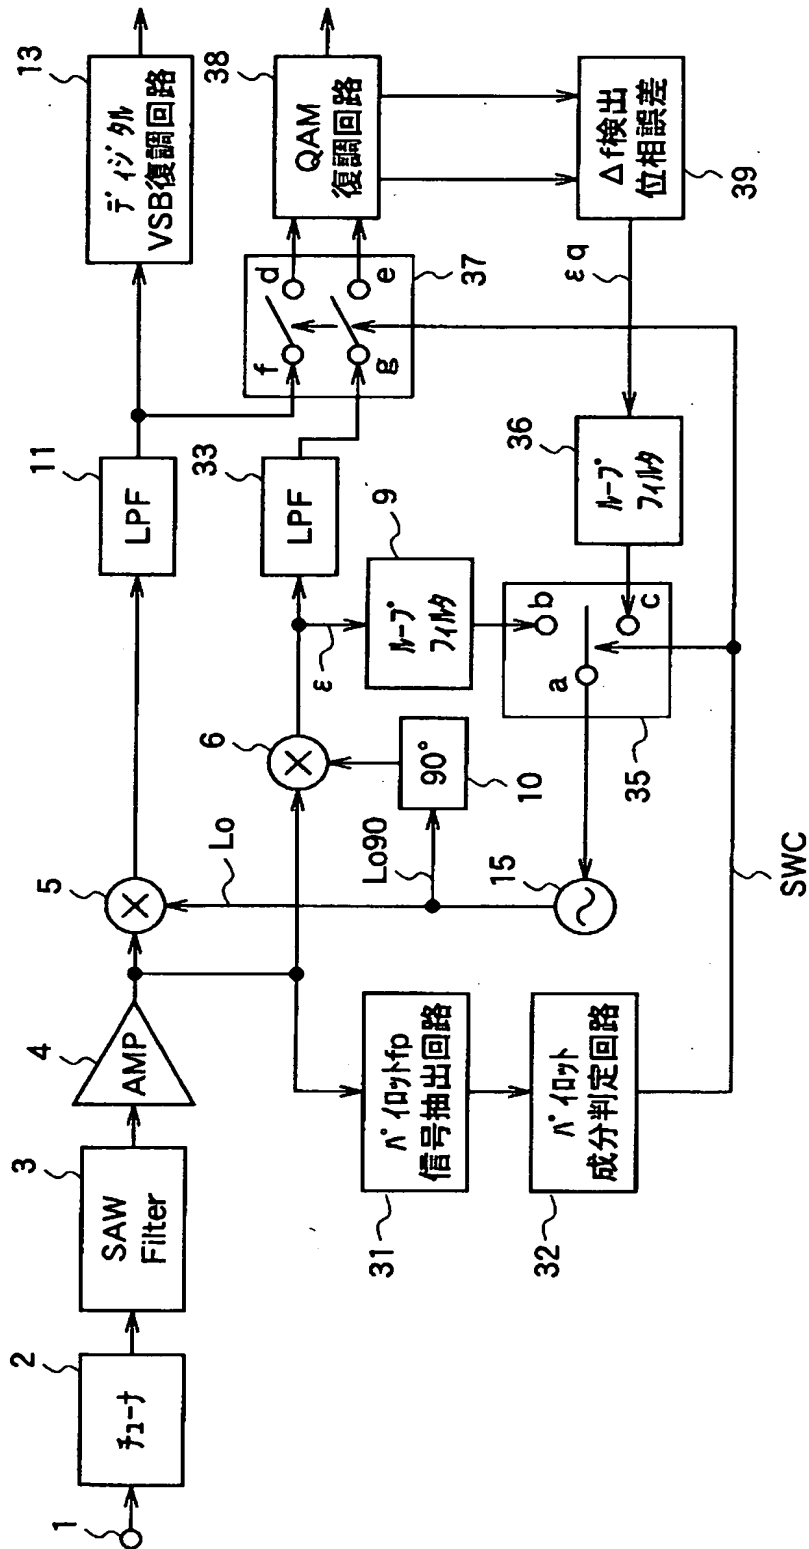 1
2
チューナ
3
SAW
Filter
4
AMP
5
Lo
11
LPF
13
ディジタル
VSB復調回路
6
33
LPF
f
d
g
e
37
38
QAM
復調回路
ε
9
ループ
フィルタ
Lo90
90°
10
15
b
a
c
35
36
ループ
フィルタ
εq
Δf検出
位相誤差
39
31
パイロットfp
信号抽出回路
32
パイロット
成分判定回路
SWC